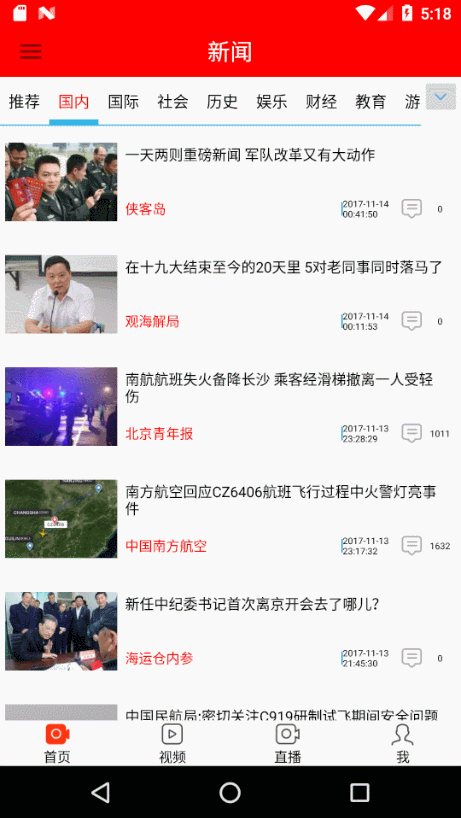 5:18
新闻
推荐 国内 国际 社会 历史 娱乐 财经 教育 游
一天两则重磅新闻 军队改革又有大动作
侠客岛
2017-11-14
00:41:50
0
在十九大结束至今的20天里 5对老同事同时落马了
观海解局
2017-11-14
00:11:53
0
南航航班失火备降长沙 乘客经滑梯撤离一人受轻
伤
北京青年报
2017-11-13
23:28:29
1011
南方航空回应CZ6406航班飞行过程中火警灯亮事
件
中国南方航空
2017-11-13
23:17:32
1632
新任中纪委书记首次离京开会去了哪儿?
海运仓内参
2017-11-13
21:45:30
0
中国民航局:密切关注C919研制试飞期间安全问题
首页 视频 直播 我